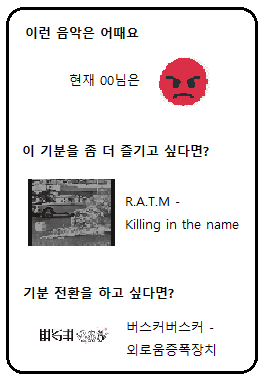 이런 음악은 어때요
현재 00님은
이 기분을 좀 더 즐기고 싶다면?
R.A.T.M -
Killing in the name
기분 전환을 하고 싶다면?
버스커버스커 -
외로움증폭장치